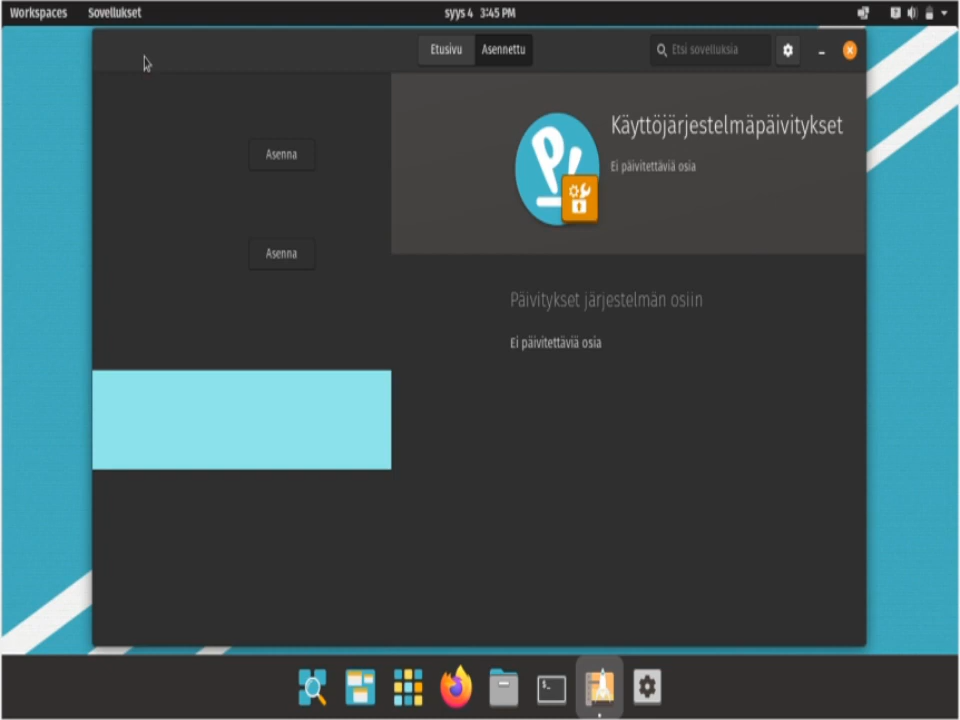 Workspaces Sovellukset syys 4 3:45 PM
Etusivu Asennettu Etsi sovelluksia
Käyttöjärjestelmäpäivitykset
Ei päivitettäviä osia
Asenna
Asenna
Päivitykset järjestelmän osiin
Ei päivitettäviä osia